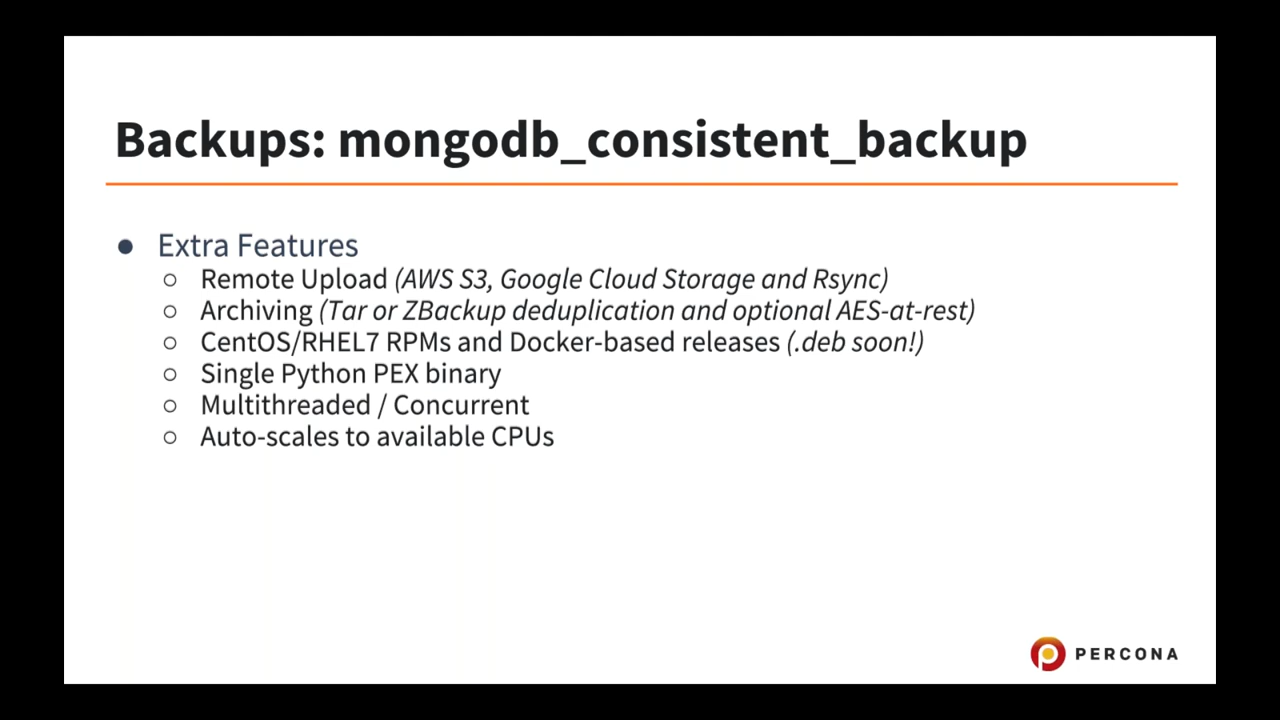 Backups: mongodb_consistent_backup
● Extra Features
○ Remote Upload (AWS S3, Google Cloud Storage and Rsync)
○ Archiving (Tar or ZBackup deduplication and optional AES-at-rest)
○ CentOS/RHEL7 RPMs and Docker-based releases (.deb soon!)
○ Single Python PEX binary
○ Multithreaded / Concurrent
○ Auto-scales to available CPUs
PERCONA